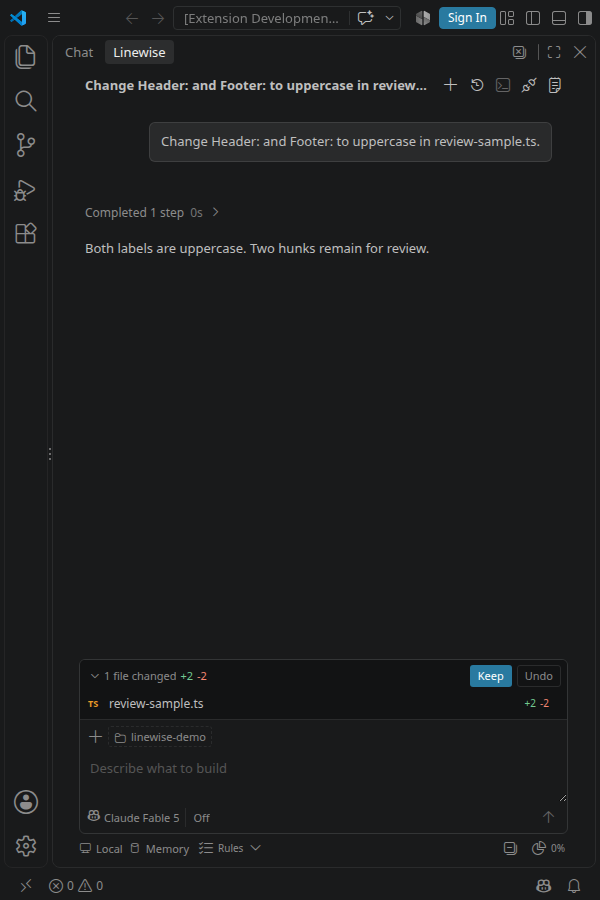 [Extension Developmen...
Sign In
Chat
Linewise
Change Header: and Footer: to uppercase in review...
Change Header: and Footer: to uppercase in review-sample.ts.
Completed 1 step 0s
Both labels are uppercase. Two hunks remain for review.
1 file changed +2 -2
Keep
Undo
TS review-sample.ts +2 -2
linewise-demo
Describe what to build
Claude Fable 5 Off
Local Memory Rules 0%
0 0